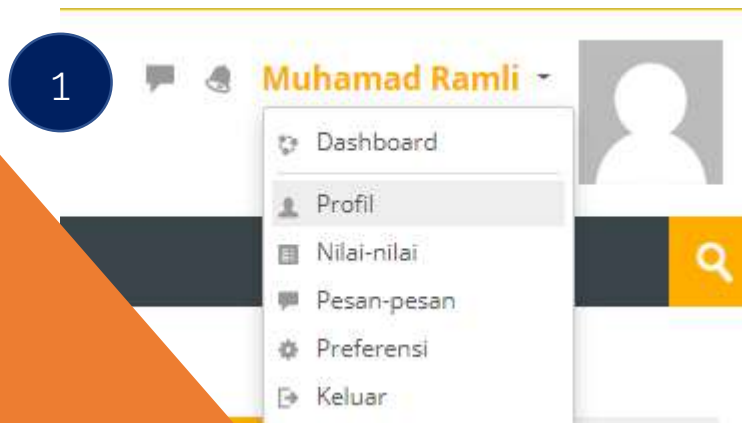 1
Muhamad Ramli
Dashboard
Profil
Nilai-nilai
Pesan-pesan
Preferensi
Keluar